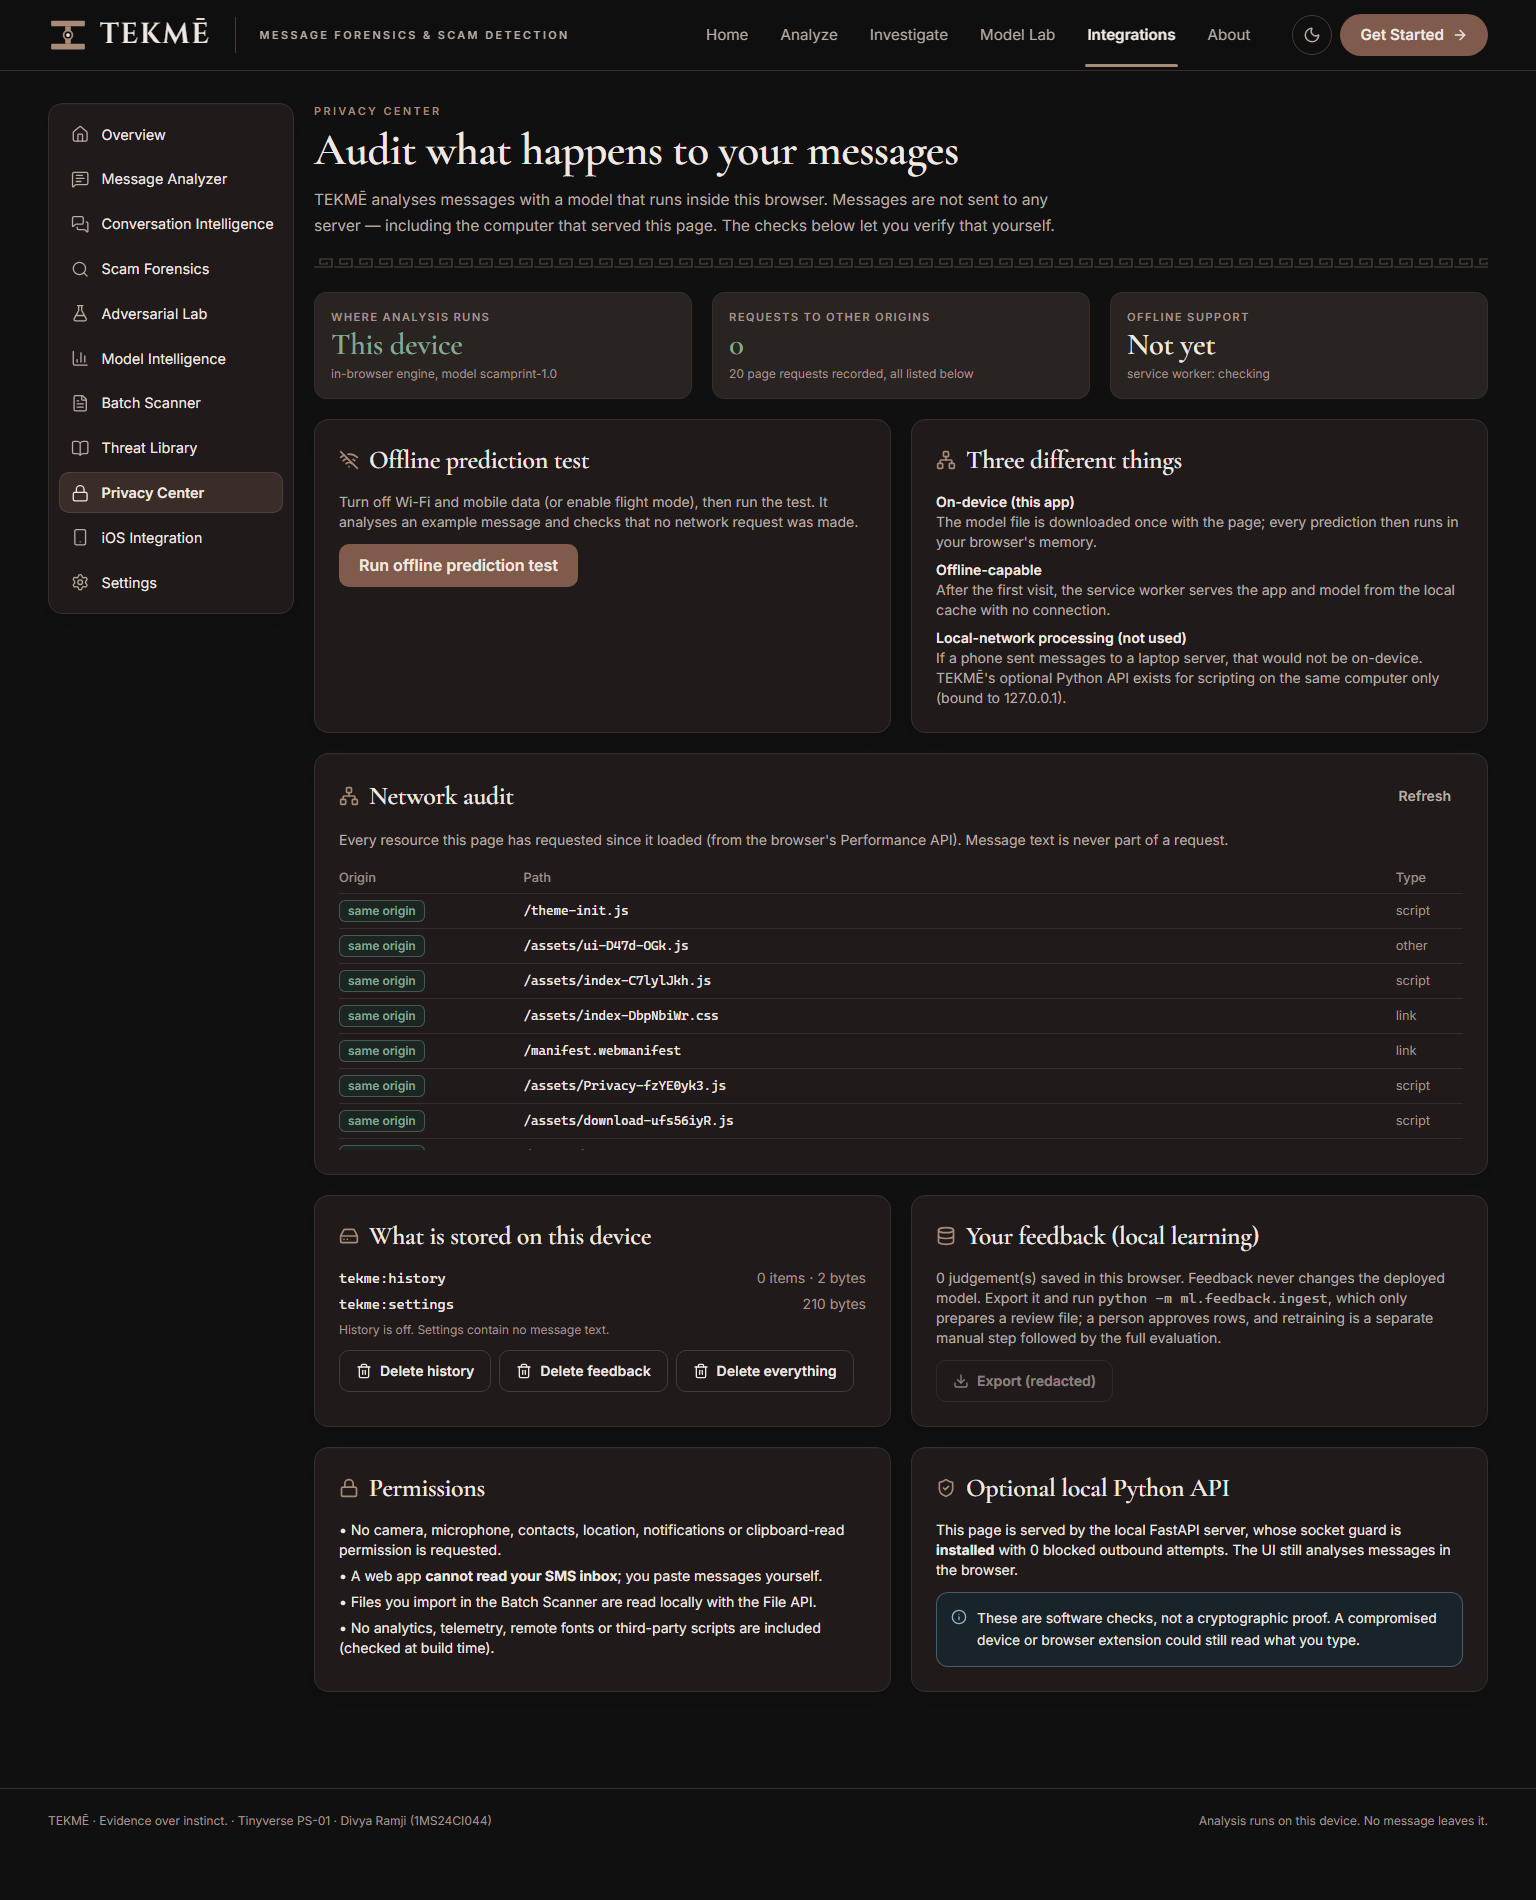 TEKMĒ
MESSAGE FORENSICS & SCAM DETECTION
Home
Analyze
Investigate
Model Lab
Integrations
About
Get Started
Overview
Message Analyzer
Conversation Intelligence
Scam Forensics
Adversarial Lab
Model Intelligence
Batch Scanner
Threat Library
Privacy Center
iOS Integration
Settings
PRIVACY CENTER
Audit what happens to your messages
TEKMĒ analyses messages with a model that runs inside this browser. Messages are not sent to any
server — including the computer that served this page. The checks below let you verify that yourself.
WHERE ANALYSIS RUNS
This device
in-browser engine, model scamprint-1.0
REQUESTS TO OTHER ORIGINS
0
20 page requests recorded, all listed below
OFFLINE SUPPORT
Not yet
service worker: checking
Offline prediction test
Turn off Wi-Fi and mobile data (or enable flight mode), then run the test. It
analyses an example message and checks that no network request was made.
Run offline prediction test
Three different things
On-device (this app)
The model file is downloaded once with the page; every prediction then runs in
your browser's memory.
Offline-capable
After the first visit, the service worker serves the app and model from the local
cache with no connection.
Local-network processing (not used)
If a phone sent messages to a laptop server, that would not be on-device.
TEKMĒ's optional Python API exists for scripting on the same computer only
(bound to 127.0.0.1).
Network audit
Refresh
Every resource this page has requested since it loaded (from the browser's Performance API). Message text is never part of a request.
Origin Path Type
same origin /theme-init.js script
same origin /assets/ui-D47d-OGk.js other
same origin /assets/index-C7lylJkh.js script
same origin /assets/index-DbpNbiWr.css link
same origin /manifest.webmanifest link
same origin /assets/Privacy-fzYE0yk3.js script
same origin /assets/download-ufs56iyR.js script
What is stored on this device
tekme:history 0 items · 2 bytes
tekme:settings 210 bytes
History is off. Settings contain no message text.
Delete history
Delete feedback
Delete everything
Your feedback (local learning)
0 judgement(s) saved in this browser. Feedback never changes the deployed
model. Export it and run python -m ml.feedback.ingest, which only
prepares a review file; a person approves rows, and retraining is a separate
manual step followed by the full evaluation.
Export (redacted)
Permissions
• No camera, microphone, contacts, location, notifications or clipboard-read
permission is requested.
• A web app cannot read your SMS inbox; you paste messages yourself.
• Files you import in the Batch Scanner are read locally with the File API.
• No analytics, telemetry, remote fonts or third-party scripts are included
(checked at build time).
Optional local Python API
This page is served by the local FastAPI server, whose socket guard is
installed with 0 blocked outbound attempts. The UI still analyses messages in
the browser.
These are software checks, not a cryptographic proof. A compromised
device or browser extension could still read what you type.
TEKMĒ · Evidence over instinct. · Tinyverse PS-01 · Divya Ramji (1MS24CI044)
Analysis runs on this device. No message leaves it.